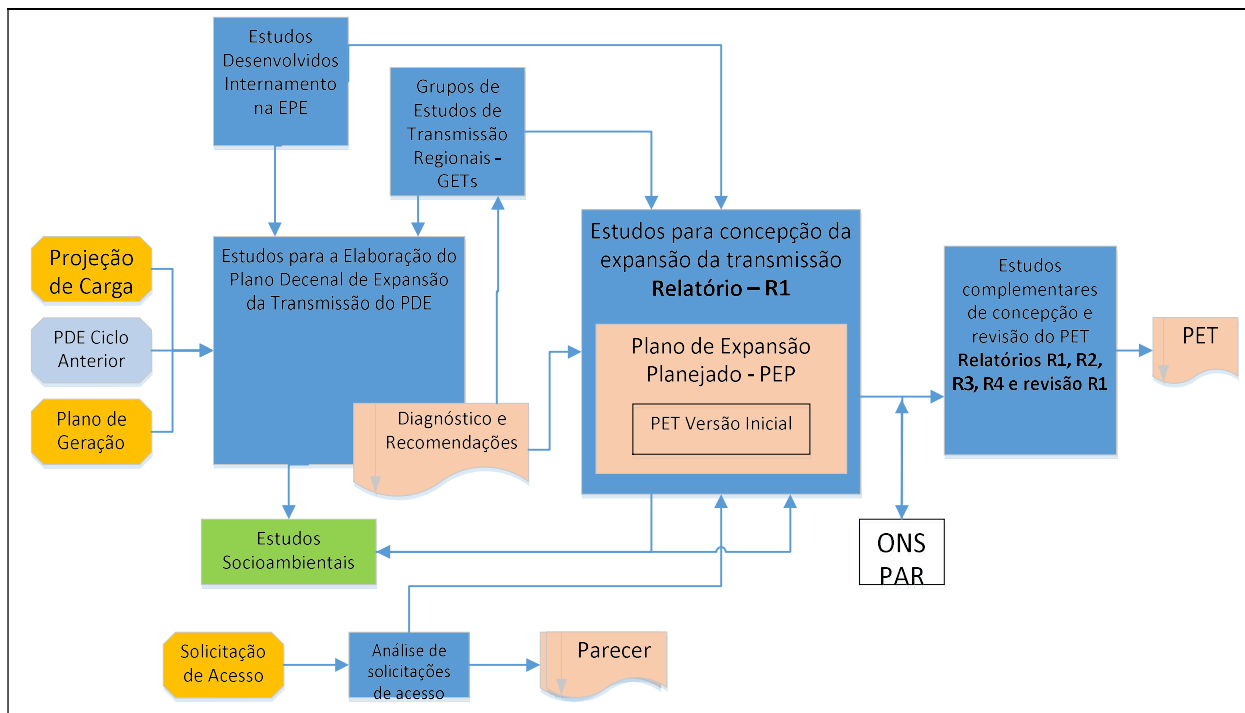 Estudos
Desenvolvidos
Internamento
na EPE
Grupos de
Estudos de
Transmissão
Regionais -
GETs
Projeção
de Carga
PDE Ciclo
Anterior
Plano de
Geração
Estudos para a Elaboração do
Plano Decenal de Expansão
da Transmissão do PDE
Diagnóstico e
Recomendações
Estudos para concepção da
expansão da transmissão
Relatório – R1
Plano de Expansão
Planejado - PEP
PET Versão Inicial
Estudos
complementares
de concepção e
revisão do PET
Relatórios R1, R2,
R3, R4 e revisão R1
PET
Estudos
Socioambientais
ONS
PAR
Solicitação
de Acesso
Análise de
solicitações
de acesso
Parecer